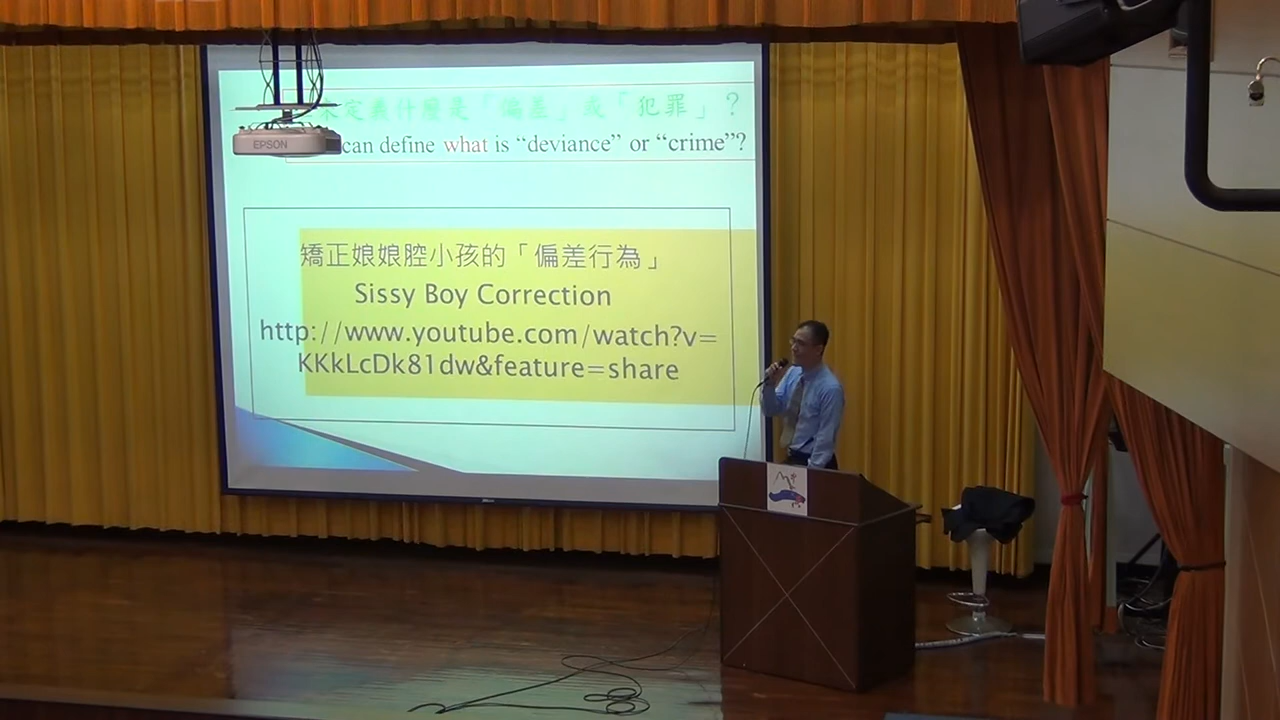 來定義什麼是「偏差」或「犯罪」？
can define what is “deviance” or “crime”?
EPSON
矯正娘娘腔小孩的「偏差行為」
Sissy Boy Correction
http://www.youtube.com/watch?v=
KKkLcDk81dw&feature=share